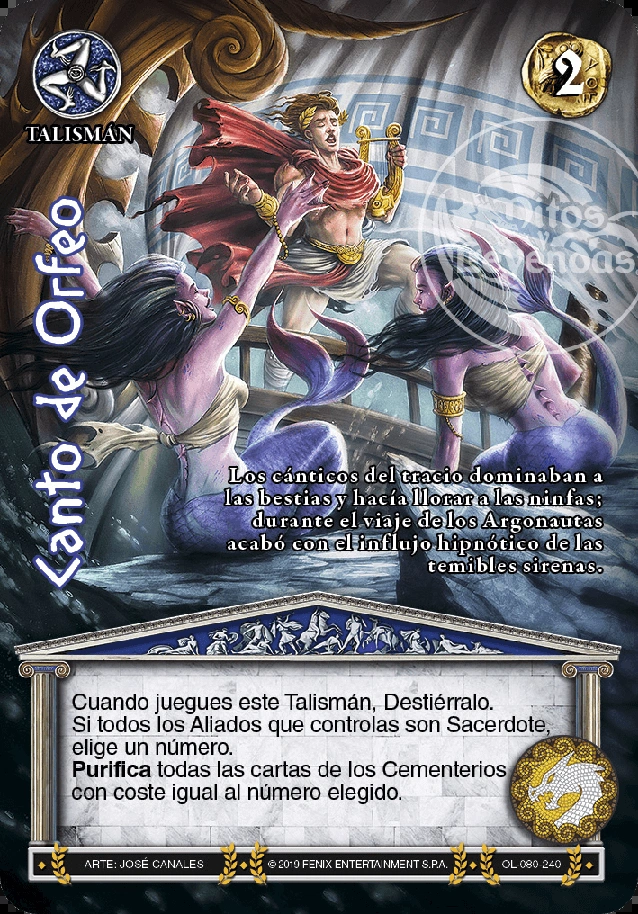 2
TALISMÁN
Mitos
y
Leyendas
Canto de Orfeo
Los cánticos del tracio dominaban a
las bestias y hacía llorar a las ninfas;
durante el viaje de los Argonautas
acabó con el influjo hipnótico de las
temibles sirenas.
Cuando juegues este Talismán, Destiérralo.
Si todos los Aliados que controlas son Sacerdote,
elige un número.
Purifica todas las cartas de los Cementerios
con coste igual al número elegido.
ARTE: JOSÉ CANALES © 2019 FENIX ENTERTAINMENT S.P.A. OL 080-240